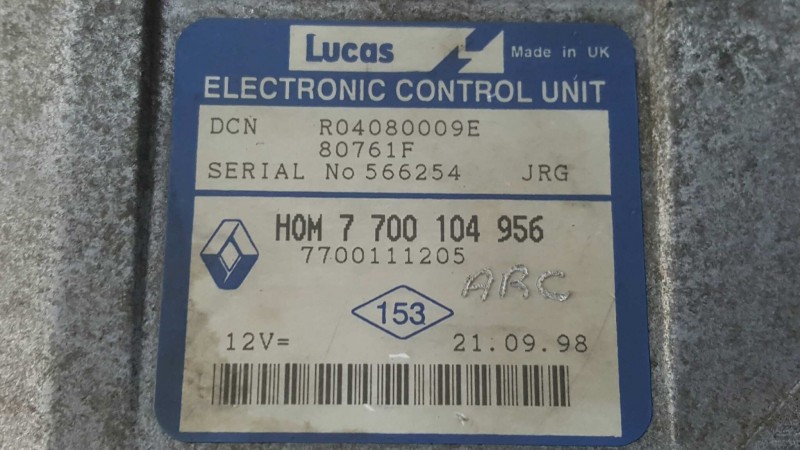 Lucas Made in UK
ELECTRONIC CONTROL UNIT
DCN R04080009E
80761F
SERIAL No 566254 JRG
HOM 7 700 104 956
7700111205
ARC
153
12V= 21.09.98